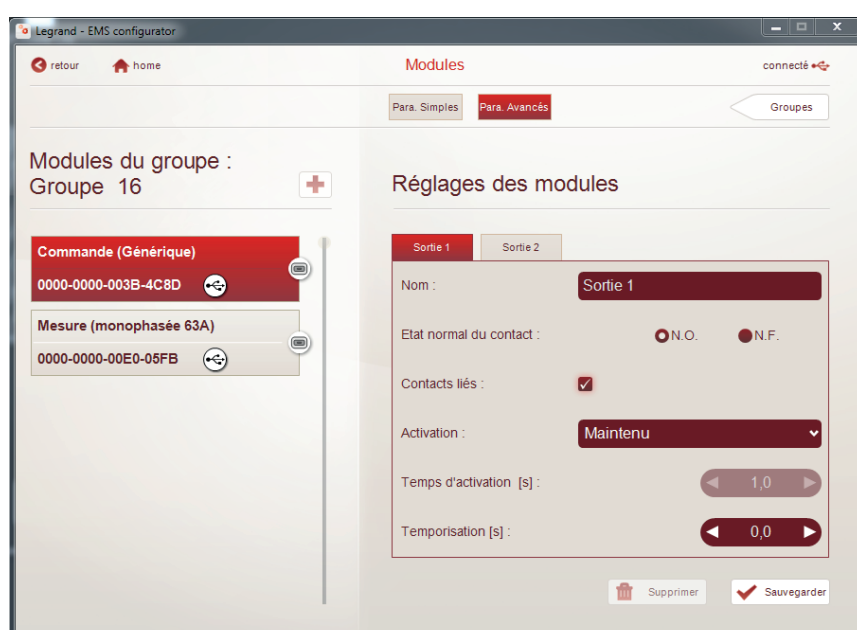 Legrand - EMS configurator
retour home Modules connecté
Para. Simples Para. Avancés Groupes
Modules du groupe :
Groupe 16
Réglages des modules
Commande (Générique)
0000-0000-003B-4C8D
Mesure (monophasée 63A)
0000-0000-00E0-05FB
Sortie 1 Sortie 2
Nom : Sortie 1
Etat normal du contact : N.O. N.F.
Contacts liés :
Activation : Maintenu
Temps d'activation [s] : 1,0
Temporisation [s] : 0,0
Supprimer Sauvegarder